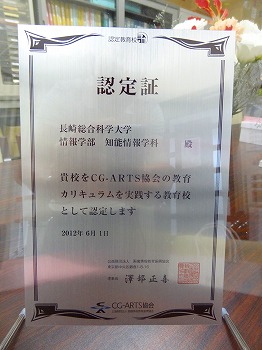 認定教育校
認定証
長崎総合科学大学
情報学部 知能情報学科 殿
貴校をCG-ARTS協会の教育
カリキュラムを実践する教育校
として認定します
2012年 6月 1日
澤部正喜
CG-ARTS協会